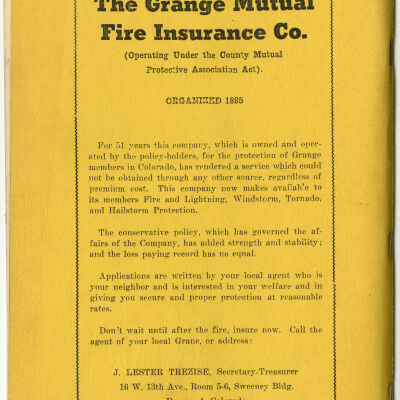 The Grange Mutual
Fire Insurance Co.
(Operating Under the County Mutual
Protective Association Act).
ORGANIZED 1895
For 51 years this company, which is owned and oper-
ated by the policy-holders, for the protection of Grange
members in Colorado, has rendered a service which could
not be obtained through any other source, regardless of
premium cost. This company now makes available to
its members Fire and Lightning, Windstorm, Tornado,
and Hailstorm Protection.
The conservative policy, which has governed the af-
fairs of the Company, has added strength and stability;
and the loss paying record has no equal.
Applications are written by your local agent who is
your neighbor and is interested in your welfare and in
giving you secure and proper protection at reasonable
rates.
Don't wait until after the fire, insure now. Call the
agent of your local Grane, or address:
J. LESTER TREZISE, Secretary-Treasurer
16 W. 13th Ave., Room 5-6, Sweeney Bldg.